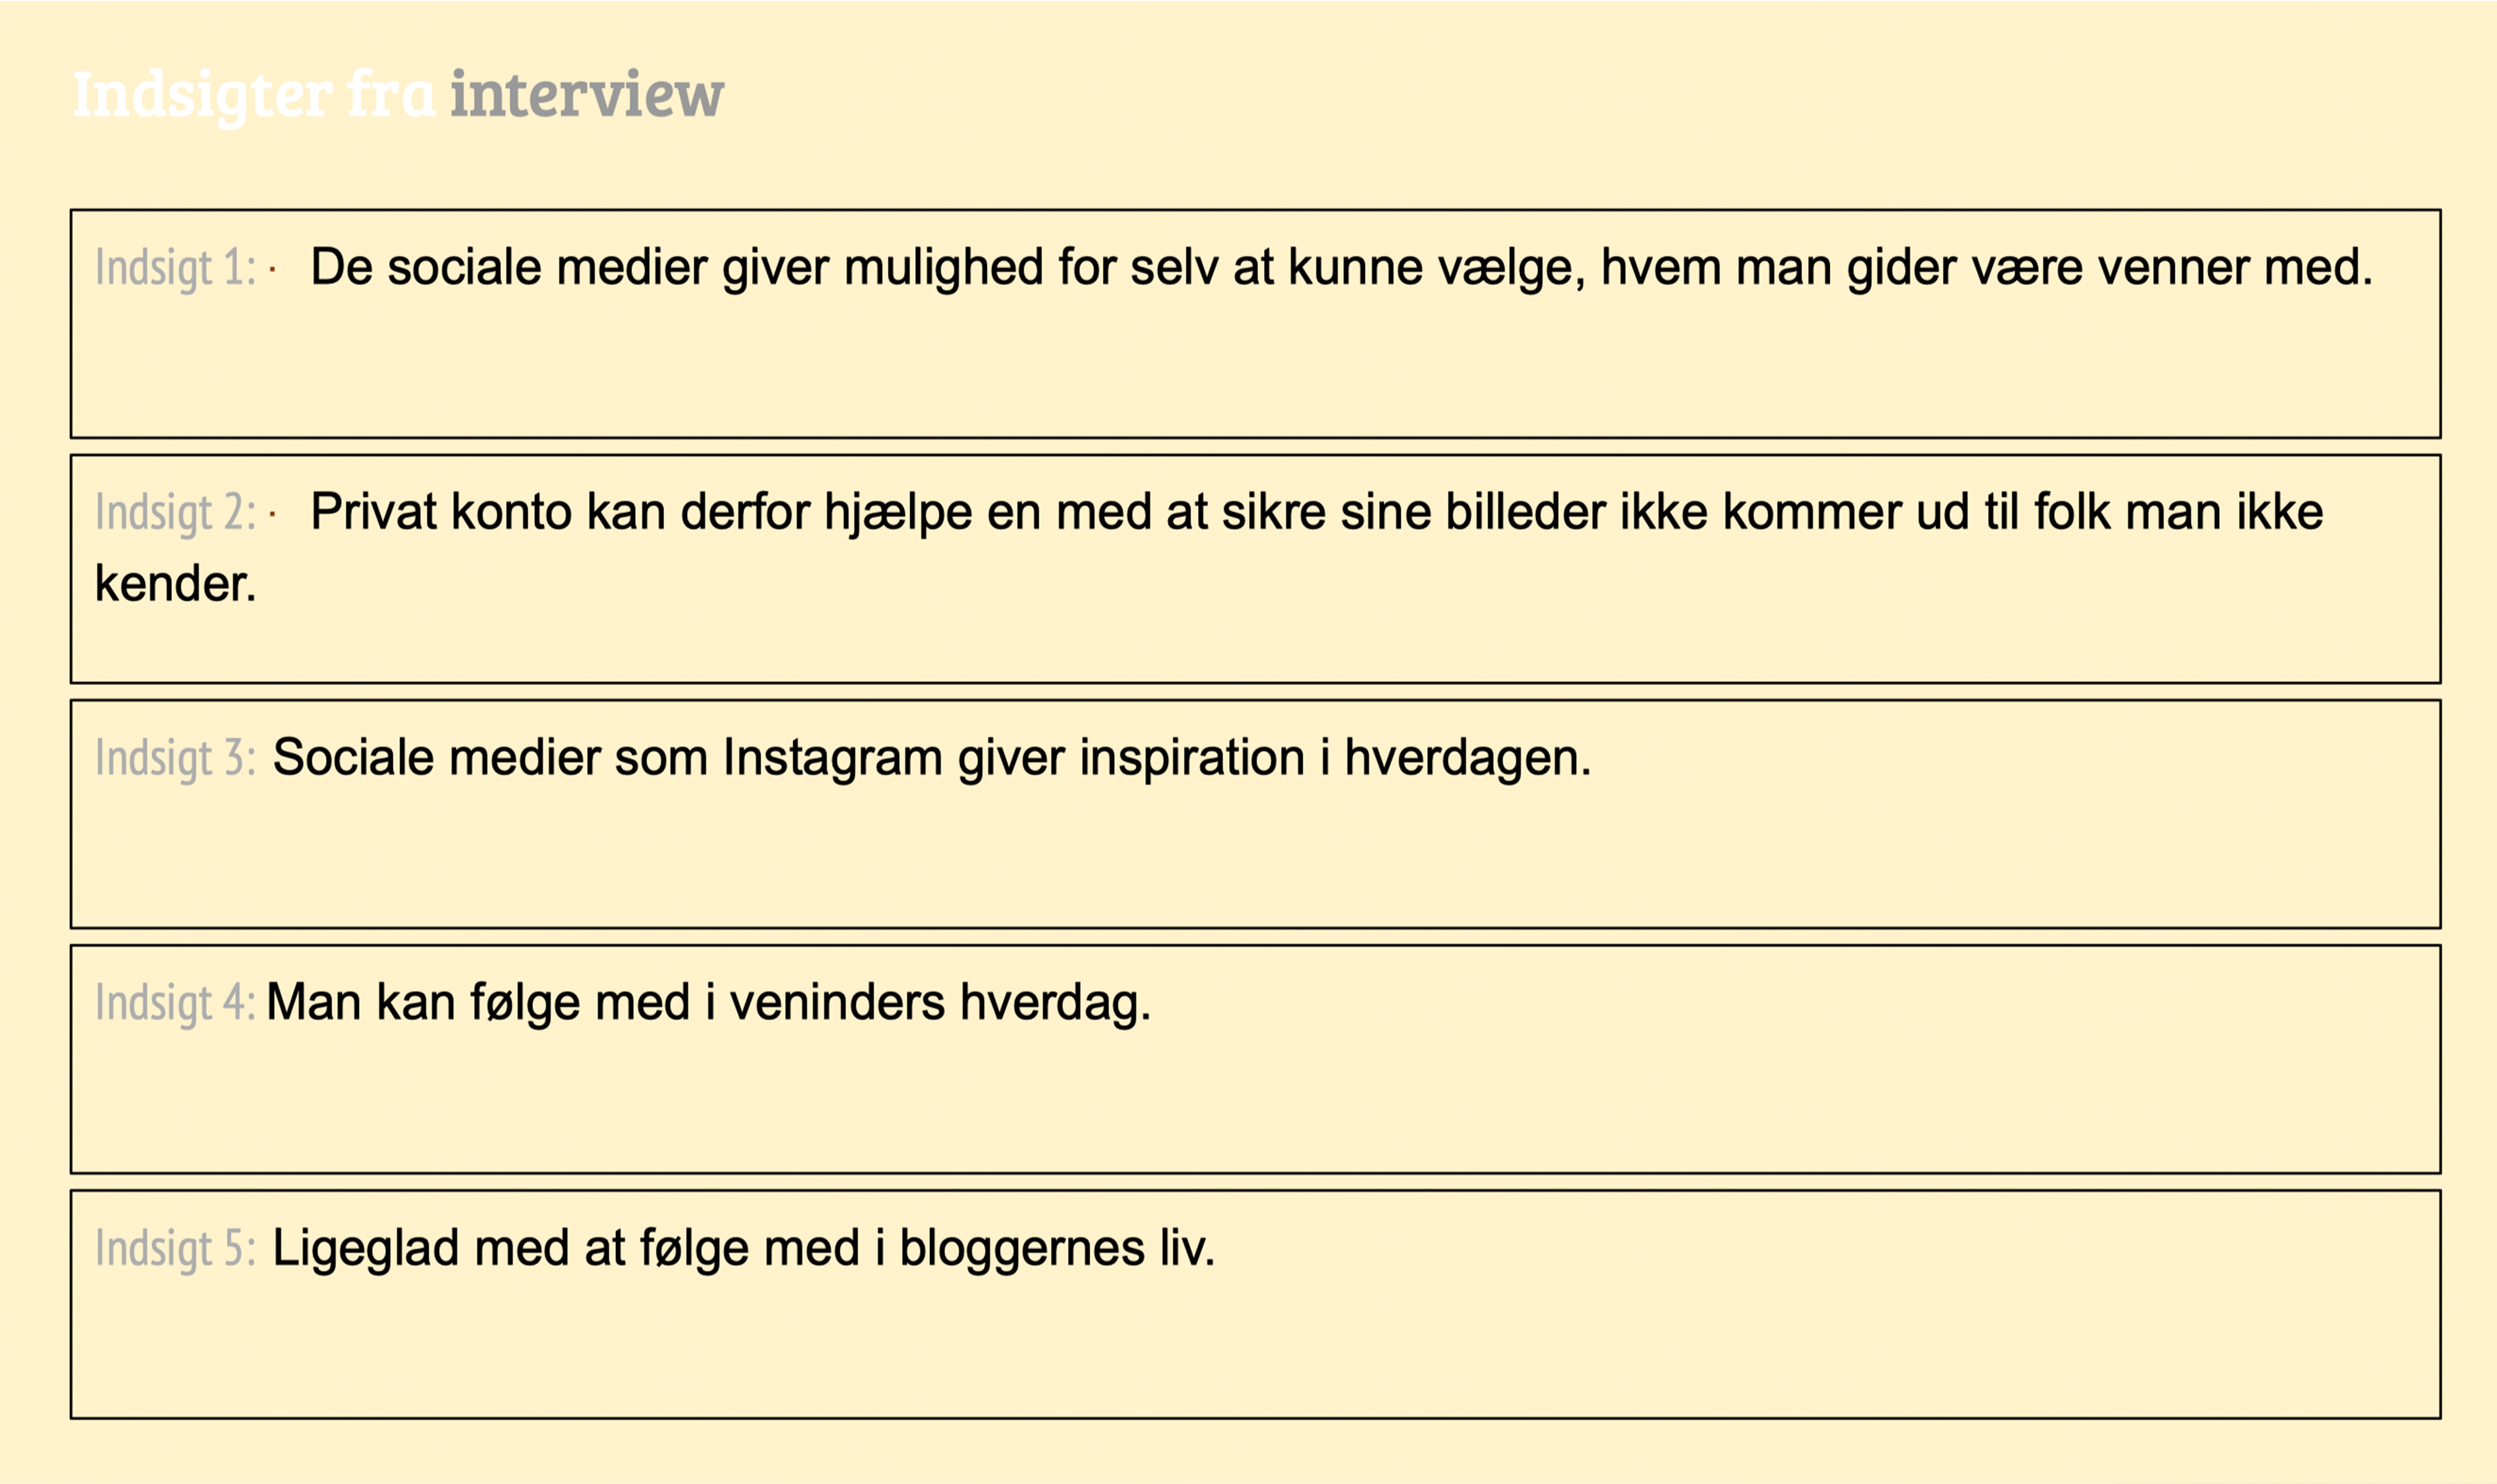 Indsigter fra interview
Indsigt 1: · De sociale medier giver mulighed for selv at kunne vælge, hvem man gider være venner med.
Indsigt 2: · Privat konto kan derfor hjælpe en med at sikre sine billeder ikke kommer ud til folk man ikke
kender.
Indsigt 3: Sociale medier som Instagram giver inspiration i hverdagen.
Indsigt 4: Man kan følge med i veninders hverdag.
Indsigt 5: Ligeglad med at følge med i bloggernes liv.